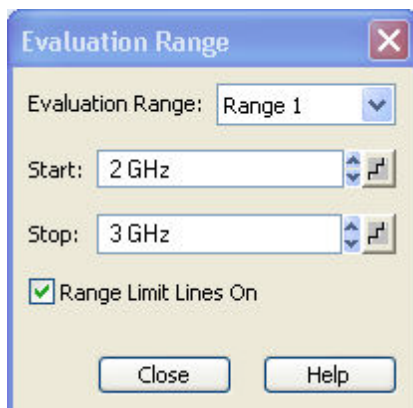 Evaluation Range
Evaluation Range: Range 1
Start: 2 GHz
Stop: 3 GHz
Range Limit Lines On
Close Help